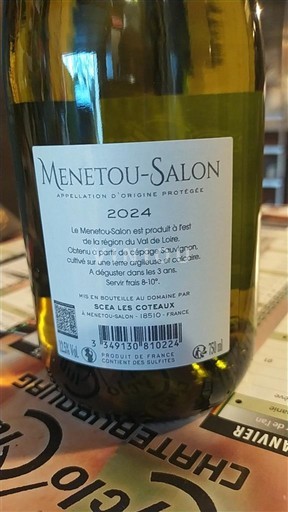 MENETOU-SALON
APPELLATION D'ORIGINE PROTÉGÉE
2024
Le Menetou-Salon est produit à l'est
de la région du Val de Loire.
Obtenu à partir du cépage Sauvignon,
cultivé sur une terre argileuse et calcaire.
A déguster dans les 3 ans.
Servir frais 8-10°.
MIS EN BOUTEILLE AU DOMAINE PAR
SCEA LES COTEAUX
À MENETOU-SALON - 18510 - FRANCE
3 349130 810224
PRODUIT DE FRANCE
CONTIENT DES SULFITES
750 ml
CHATEAU
JANVIER
de l'an